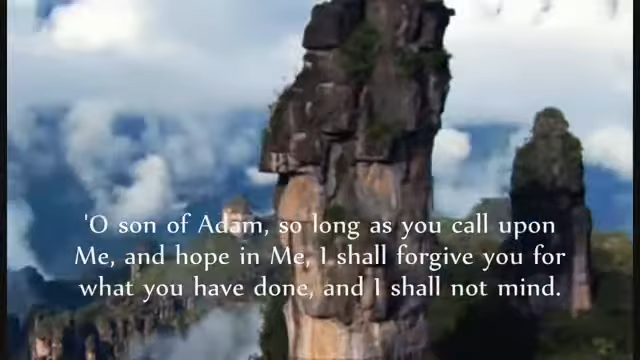 'O son of Adam, so long as you call upon
Me, and hope in Me, I shall forgive you for
what you have done, and I shall not mind.